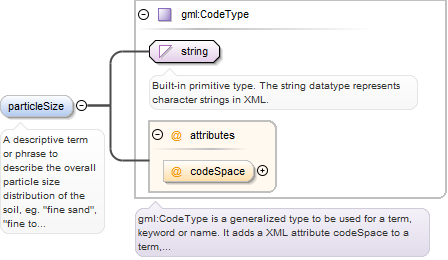 gml:CodeType
string
Built-in primitive type. The string datatype represents
character strings in XML.
particleSize
A descriptive term
or phrase to
describe the overall
particle size
distribution of the
soil, eg. "fine sand",
"fine to...
@ attributes
@ codeSpace
gml:CodeType is a generalized type to be used for a term,
keyword or name. It adds a XML attribute codeSpace to a
term,...